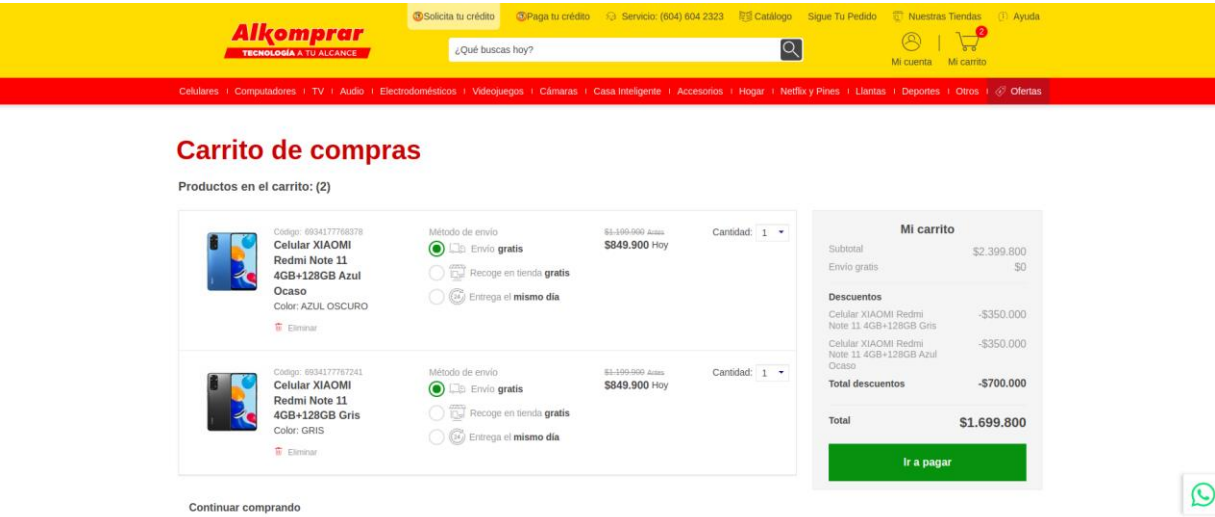 Solicita tu crédito Paga tu crédito Servicio: (604) 604 2323 Catálogo Sigue Tu Pedido Nuestras Tiendas Ayuda
Alkomprar
TECNOLOGÍA A TU ALCANCE
¿Qué buscas hoy?
2
Mi cuenta Mi carrito
Celulares Computadores TV Audio Electrodomésticos Videojuegos Cámaras Casa Inteligente Accesorios Hogar Netflix y Pines Llantas Deportes Otros Ofertas
Carrito de compras
Productos en el carrito: (2)
Código: 6934177768378
Celular XIAOMI
Redmi Note 11
4GB+128GB Azul
Ocaso
Color: AZUL OSCURO
Eliminar
Método de envío
Envío gratis
Recoge en tienda gratis
24 Entrega el mismo día
$1.199.900 Antes
$849.900 Hoy
Cantidad: 1
Código: 6934177767241
Celular XIAOMI
Redmi Note 11
4GB+128GB Gris
Color: GRIS
Eliminar
Método de envío
Envío gratis
Recoge en tienda gratis
24 Entrega el mismo día
$1.199.900 Antes
$849.900 Hoy
Cantidad: 1
Mi carrito
Subtotal $2.399.800
Envío gratis $0
Descuentos
Celular XIAOMI Redmi -$350.000
Note 11 4GB+128GB Gris
Celular XIAOMI Redmi -$350.000
Note 11 4GB+128GB Azul
Ocaso
Total descuentos -$700.000
Total $1.699.800
Ir a pagar
Continuar comprando